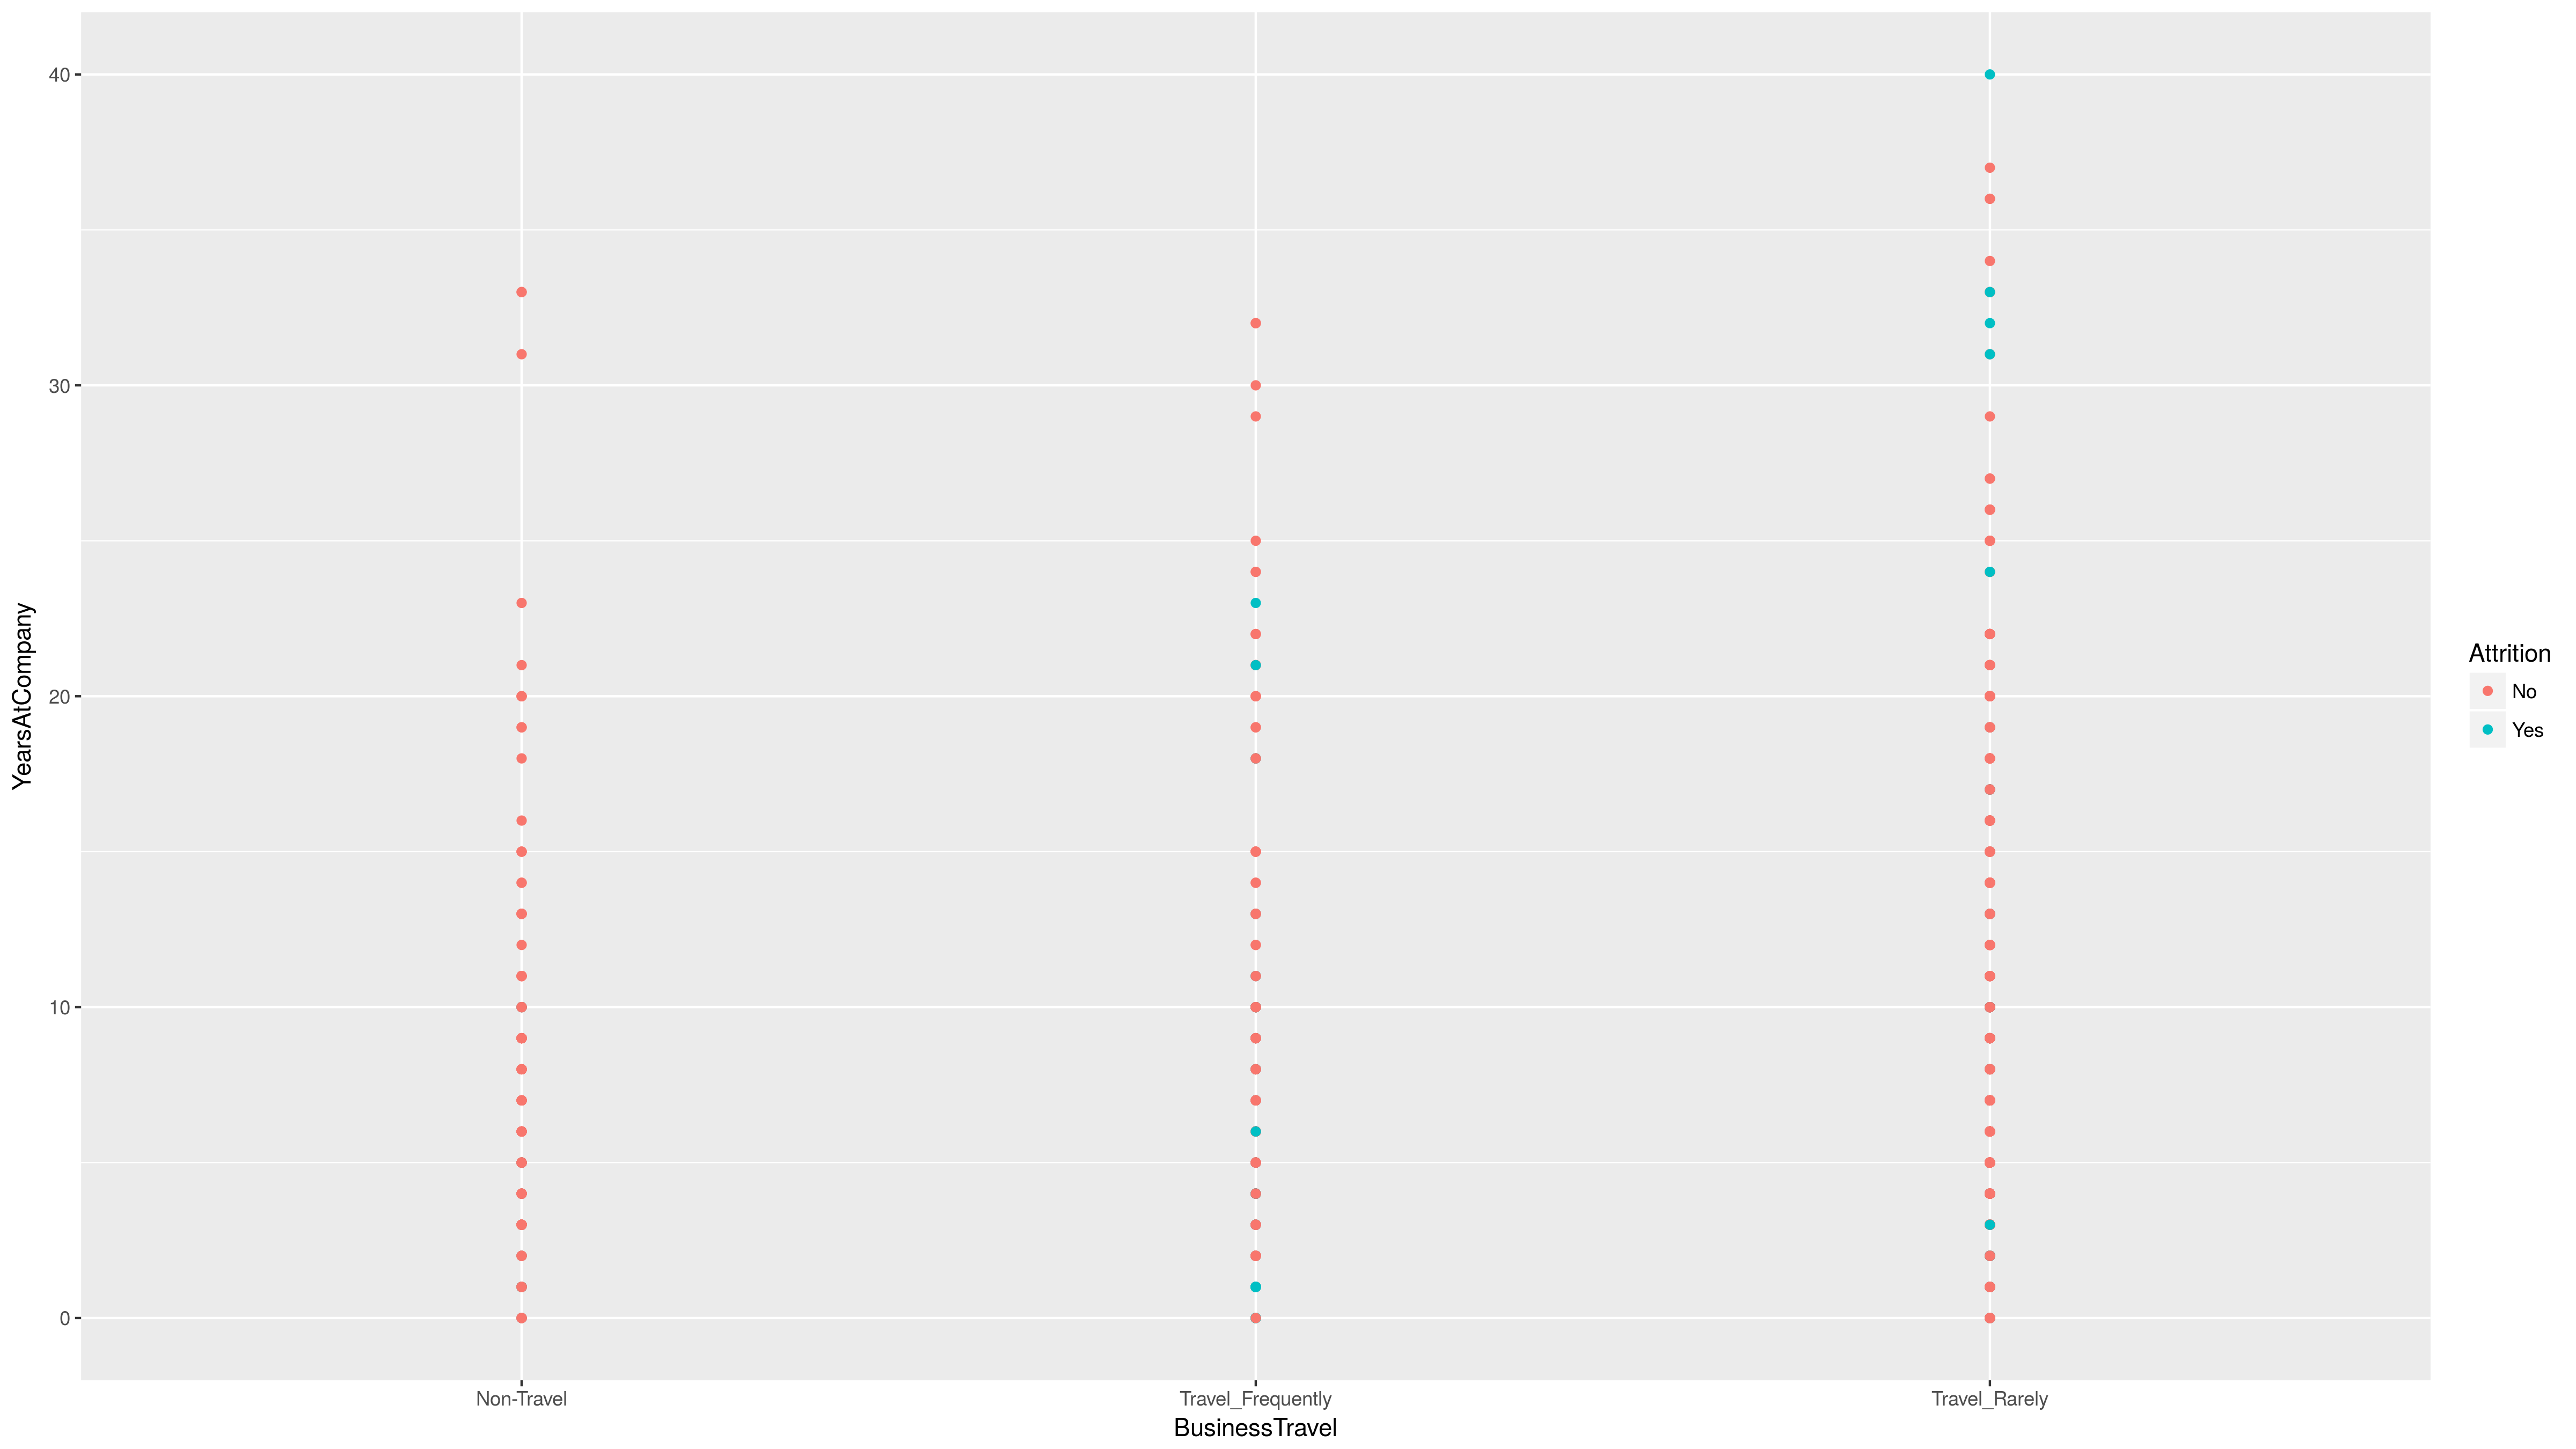 40
30
20
10
0
YearsAtCompany
Non-Travel
Travel_Frequently
Travel_Rarely
BusinessTravel
Attrition
No
Yes